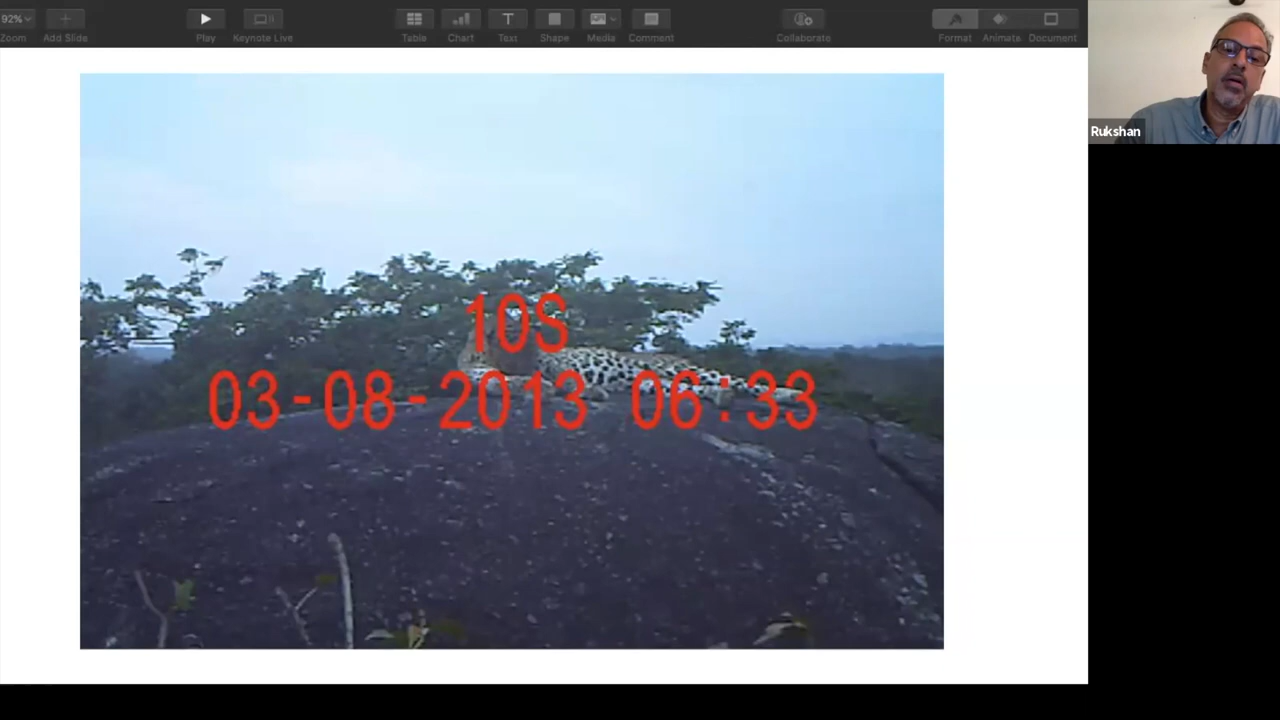 92%
Zoom
Add Slide
Play
Keynote Live
Table
Chart
T
Text
Shape
Media
Comment
Collaborate
Format
Animate
Document
Rukshan
10S
03-08-2013 06:33